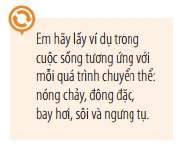 Em hãy lấy ví dụ trong
cuộc sống tương ứng với
mỗi quá trình chuyển thể:
nóng chảy, đông đặc,
bay hơi, sôi và ngưng tụ.